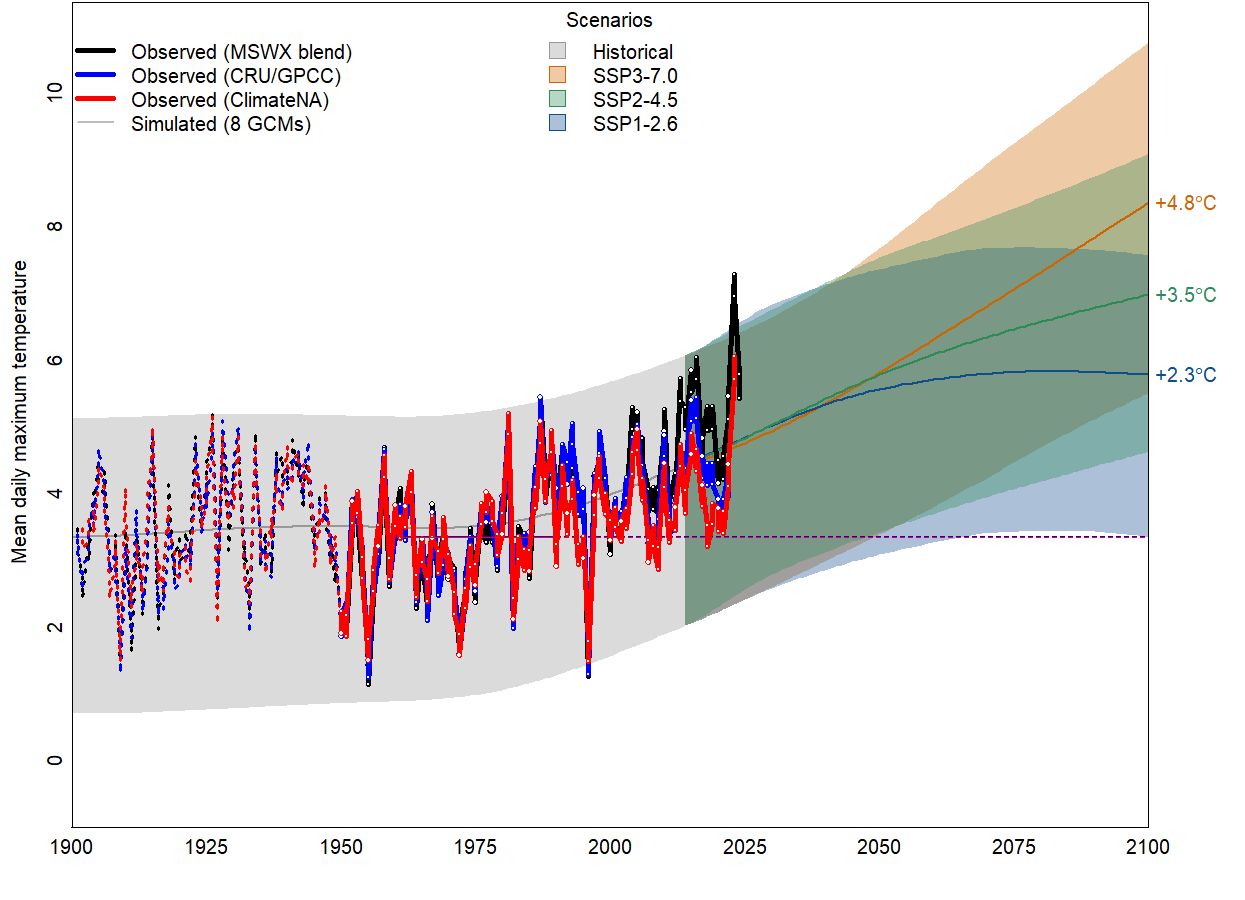 Scenarios
Observed (MSWX blend)
Observed (CRU/GPCC)
Observed (ClimateNA)
Simulated (8 GCMs)
Historical
SSP3-7.0
SSP2-4.5
SSP1-2.6
Mean daily maximum temperature
10
8
6
4
2
0
+4.8°C
+3.5°C
+2.3°C
1900 1925 1950 1975 2000 2025 2050 2075 2100